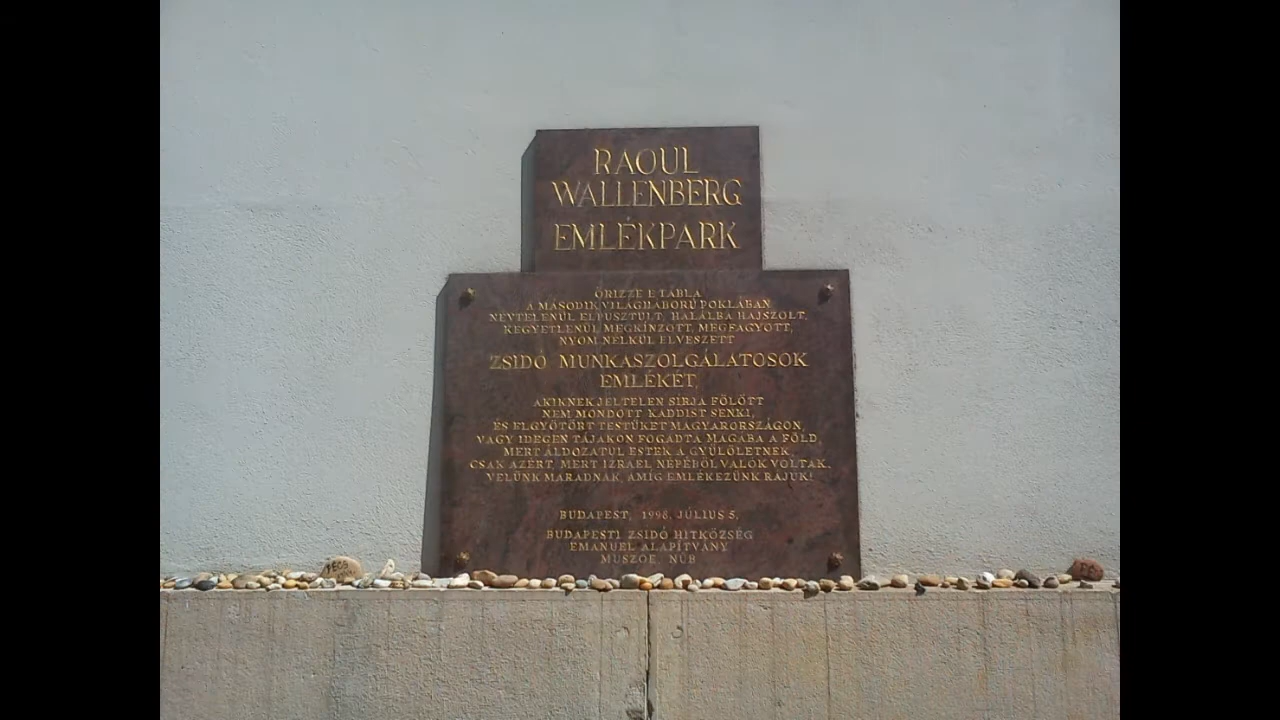 RAOUL
WALLENBERG
EMLÉKPARK
ŐRIZZE E TÁBLA
A MÁSODIK VILÁGHÁBORÚ POKLÁBAN
NÉVTELENÜL ELPUSZTULT, HALÁLBA HAJSZOLT,
KEGYETLENÜL MEGKÍNZOTT, MEGFAGYOTT,
NYOM NÉLKÜL ELVESZETT
ZSIDÓ MUNKASZOLGÁLATOSOK
EMLÉKÉT,
AKIKNEK JELTELEN SÍRJA FÖLÖTT
NEM MONDOTT KADDIST SENKI,
ÉS ELGYÖTÖRT TESTÜKET MAGYARORSZÁGON,
VAGY IDEGEN TÁJAKON FOGADTA MAGÁBA A FÖLD,
MERT ÁLDOZATUL ESTEK A GYŰLÖLETNEK,
CSAK AZÉRT, MERT IZRAEL NÉPÉBŐL VALÓK VOLTAK.
VELÜNK MARADNAK, AMÍG EMLÉKEZÜNK RÁJUK!
BUDAPEST, 1998. JÚLIUS 5.
BUDAPESTI ZSIDÓ HITKÖZSÉG
EMANUEL ALAPÍTVÁNY
MUSZOE, NÜB